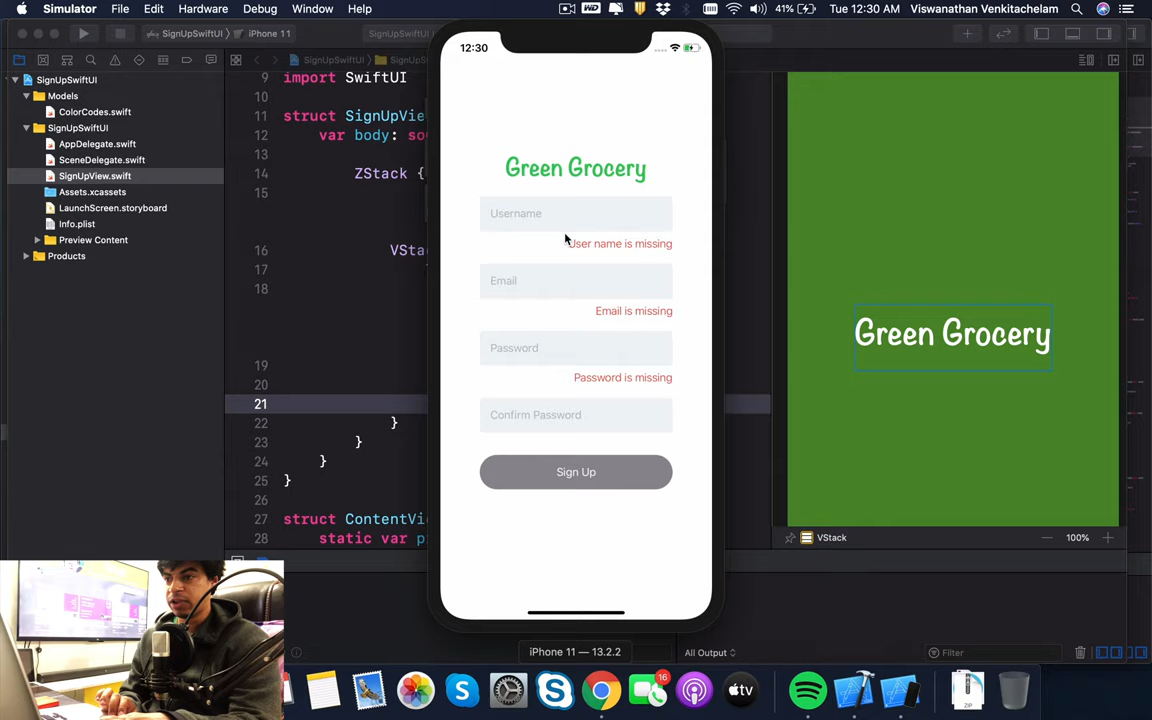 Simulator File Edit Hardware Debug Window Help 41% Tue 12:30 AM Viswanathan Venkitachelam
SignUpSwiftUI iPhone 11
SignUpSwiftUI
Models
ColorCodes.swift
SignUpSwiftUI
AppDelegate.swift
SceneDelegate.swift
SignUpView.swift
Assets.xcassets
LaunchScreen.storyboard
Info.plist
Preview Content
Products
SignUpSwiftUI
9 import SwiftUI
10
11 struct SignUpVie
12 var body: so
13
14 ZStack {
15
16 VSta
17
18
19
20
21
22 }
23 }
24 }
25 }
26
27 struct ContentVi
28 static var p
12:30
Green Grocery
Username
User name is missing
Email
Email is missing
Password
Password is missing
Confirm Password
Sign Up
Green Grocery
VStack 100%
iPhone 11 — 13.2.2
All Output
Filter
16
tv
ZIP